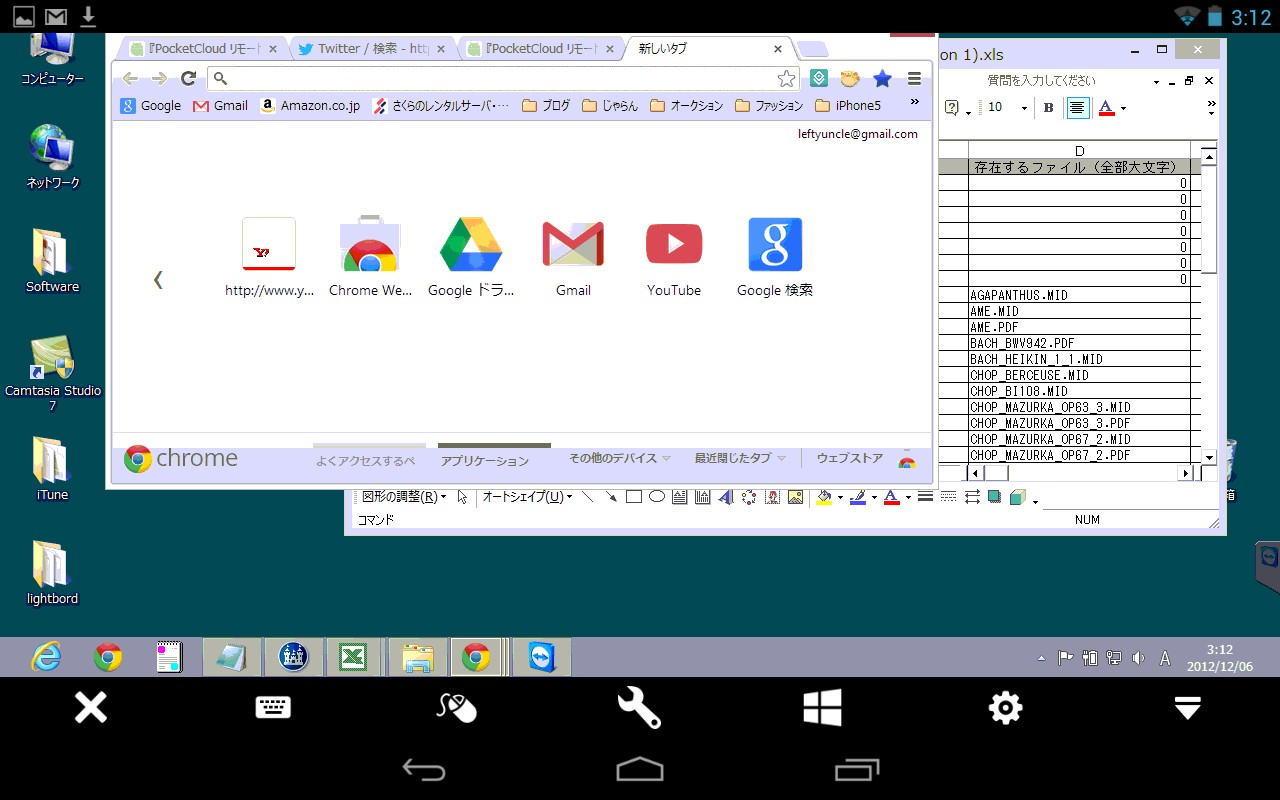 3:12
コンピューター
ネットワーク
Software
Camtasia Studio
7
iTune
lightbord
『PocketCloud リモート
Twitter / 検索 - http
『PocketCloud リモート
新しいタブ
Google
Gmail
Amazon.co.jp
さくらのレンタルサーバ・…
ブログ
じゃらん
オークション
ファッション
iPhone5
»
leftyuncle@gmail.com
http://www.y...
Chrome We...
Google ドラ...
Gmail
YouTube
Google 検索
chrome
よくアクセスするペ
アプリケーション
その他のデバイス
最近閉じたタブ
ウェブストア
on 1).xls
質問を入力してください
10
B
A
D
存在するファイル（全部大文字）
0
0
0
0
0
0
0
AGAPANTHUS.MID
AME.MID
AME.PDF
BACH_BWV942.PDF
BACH_HEIKIN_1_1.MID
CHOP_BERCEUSE.MID
CHOP_BI108.MID
CHOP_MAZURKA_OP63_3.MID
CHOP_MAZURKA_OP63_3.PDF
CHOP_MAZURKA_OP67_2.MID
CHOP_MAZURKA_OP67_2.PDF
箱
図形の調整(R)
オートシェイプ(U)
コマンド
NUM
A
3:12
2012/12/06